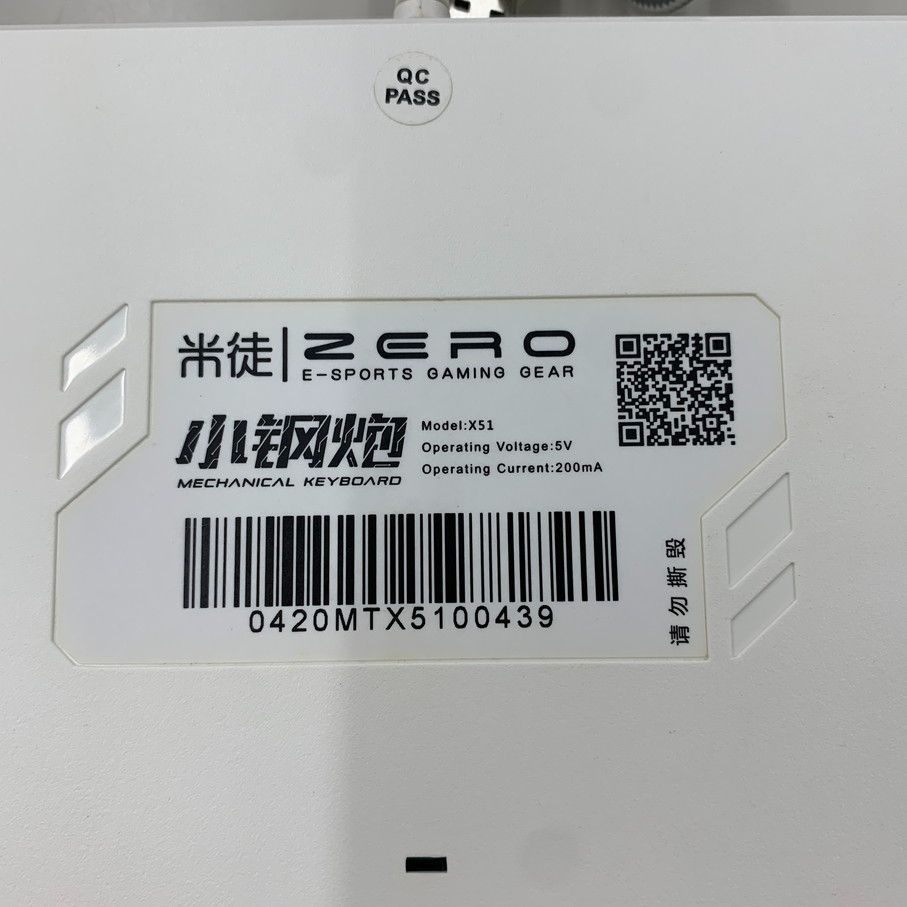 QC
PASS
米徒 | ZERO
E-SPORTS GAMING GEAR
小钢炮
MECHANICAL KEYBOARD
Model:X51
Operating Voltage:5V
Operating Current:200mA
0420MTX5100439
请勿撕毁